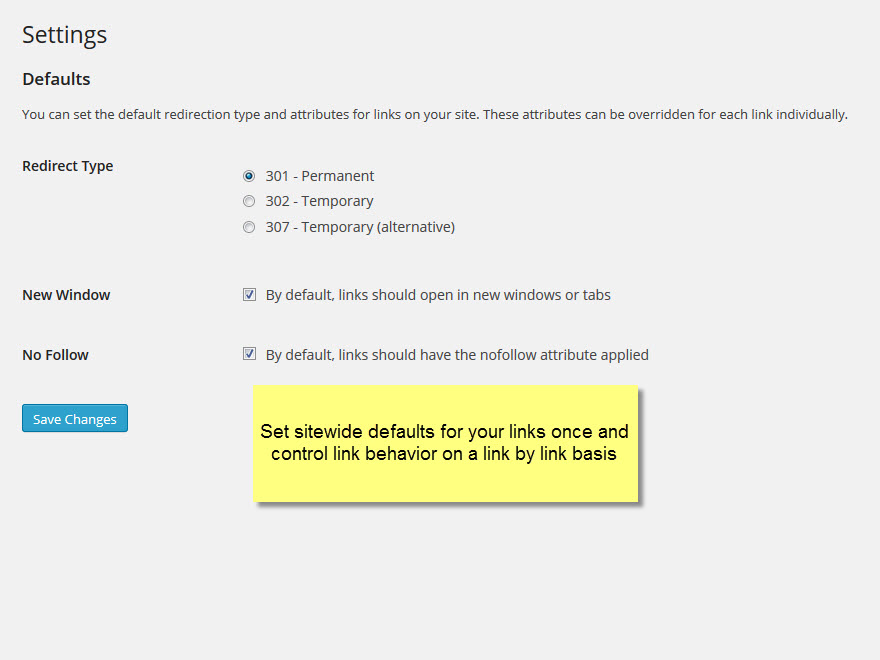 Settings
Defaults
You can set the default redirection type and attributes for links on your site. These attributes can be overridden for each link individually.
Redirect Type
301 - Permanent
302 - Temporary
307 - Temporary (alternative)
New Window
By default, links should open in new windows or tabs
No Follow
By default, links should have the nofollow attribute applied
Save Changes
Set sitewide defaults for your links once and
control link behavior on a link by link basis